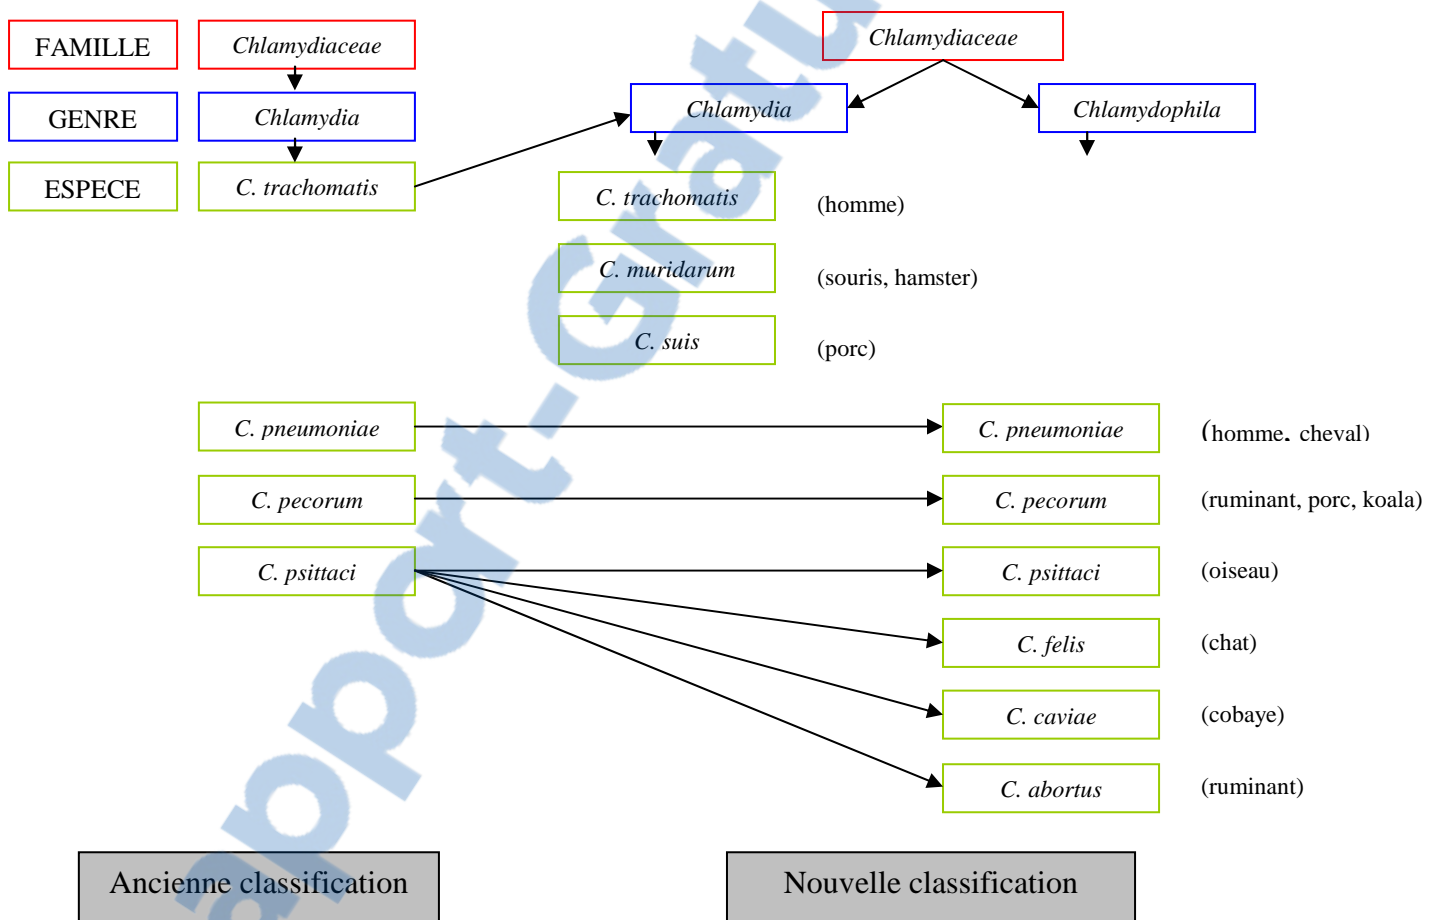 FAMILLE Chlamydiaceae Chlamydiaceae
GENRE Chlamydia Chlamydia Chlamydophila
ESPECE C. trachomatis C. trachomatis (homme)
C. muridarum (souris, hamster)
C. suis (porc)
C. pneumoniae C. pneumoniae (homme, cheval)
C. pecorum C. pecorum (ruminant, porc, koala)
C. psittaci C. psittaci (oiseau)
C. felis (chat)
C. caviae (cobaye)
C. abortus (ruminant)
Ancienne classification Nouvelle classification
apport-Gratu